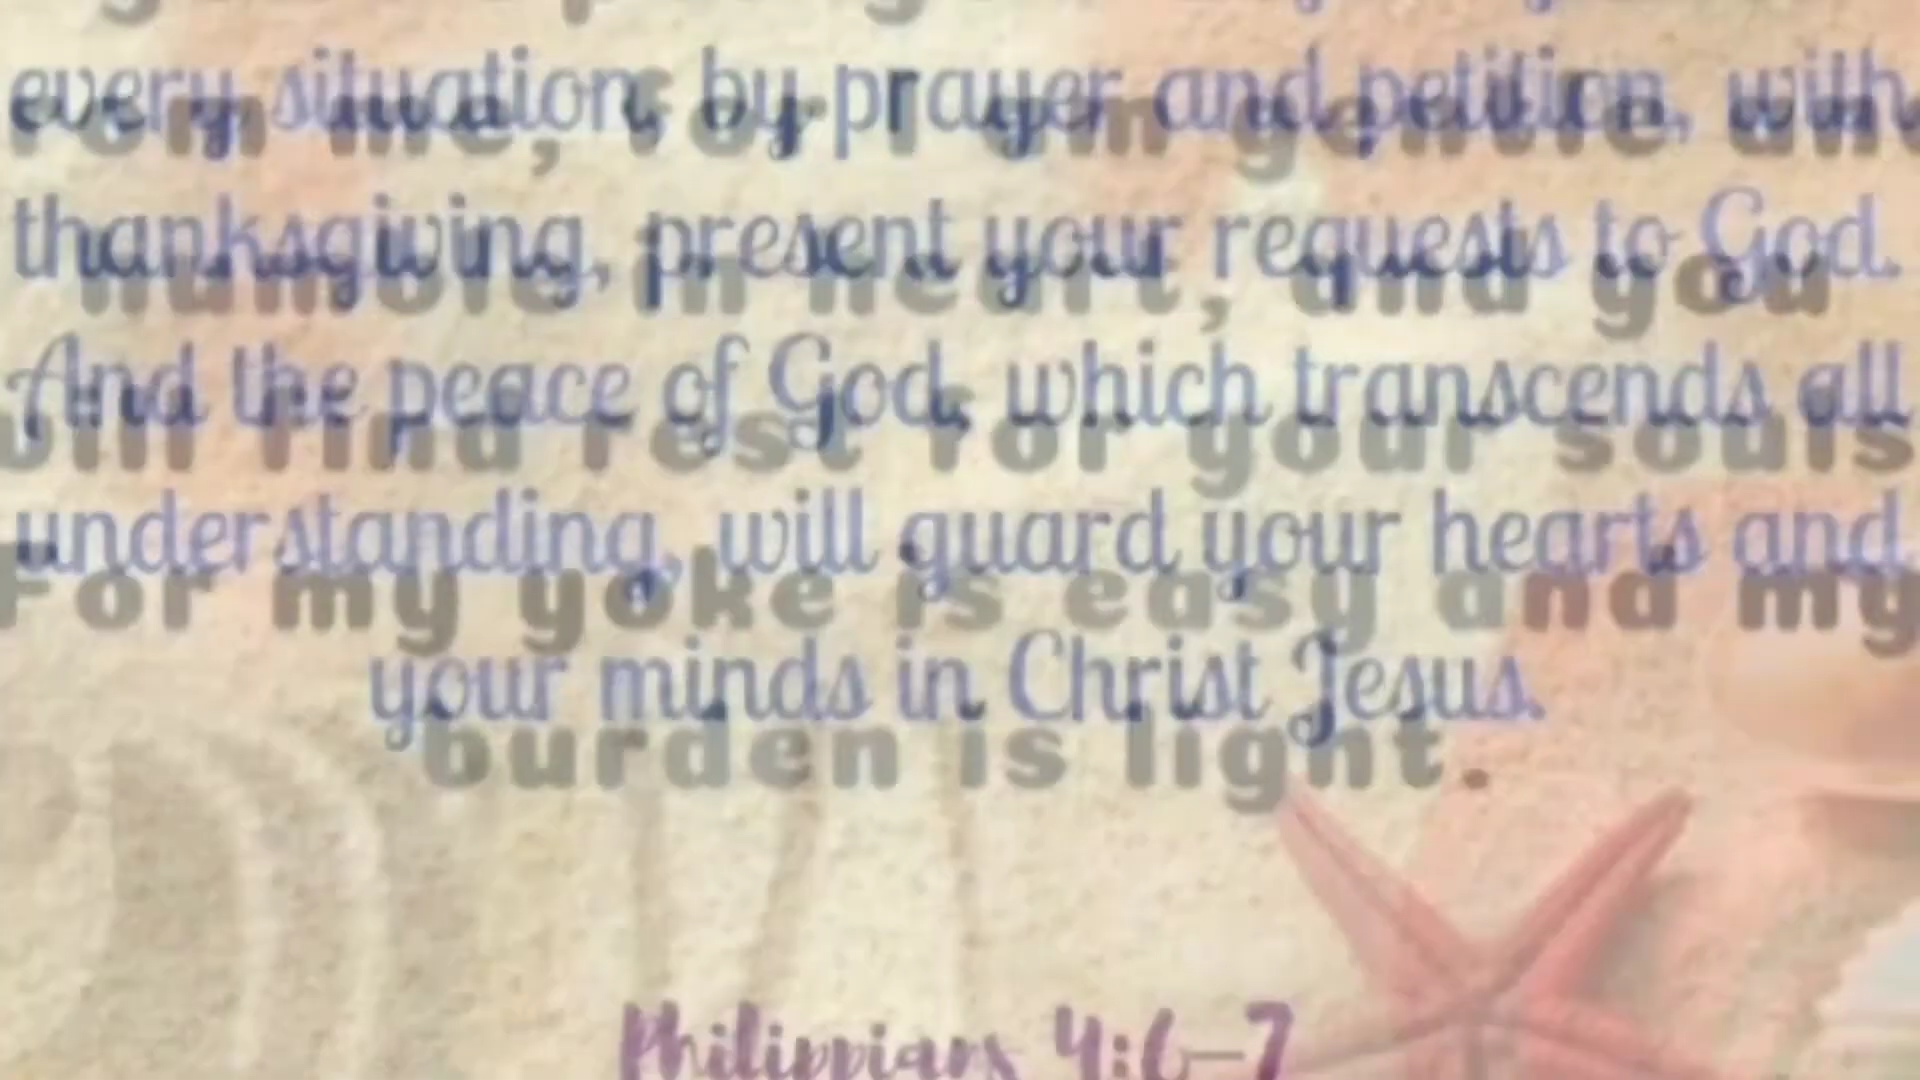 every situation, by prayer and petition, with
from me, for I am gentle and
thanksgiving, present your requests to God.
humble in heart, and you
And the peace of God, which transcends all
will find rest for your souls
understanding, will guard your hearts and
For my yoke is easy and my
your minds in Christ Jesus.
burden is light.
Philippians 4:6–7